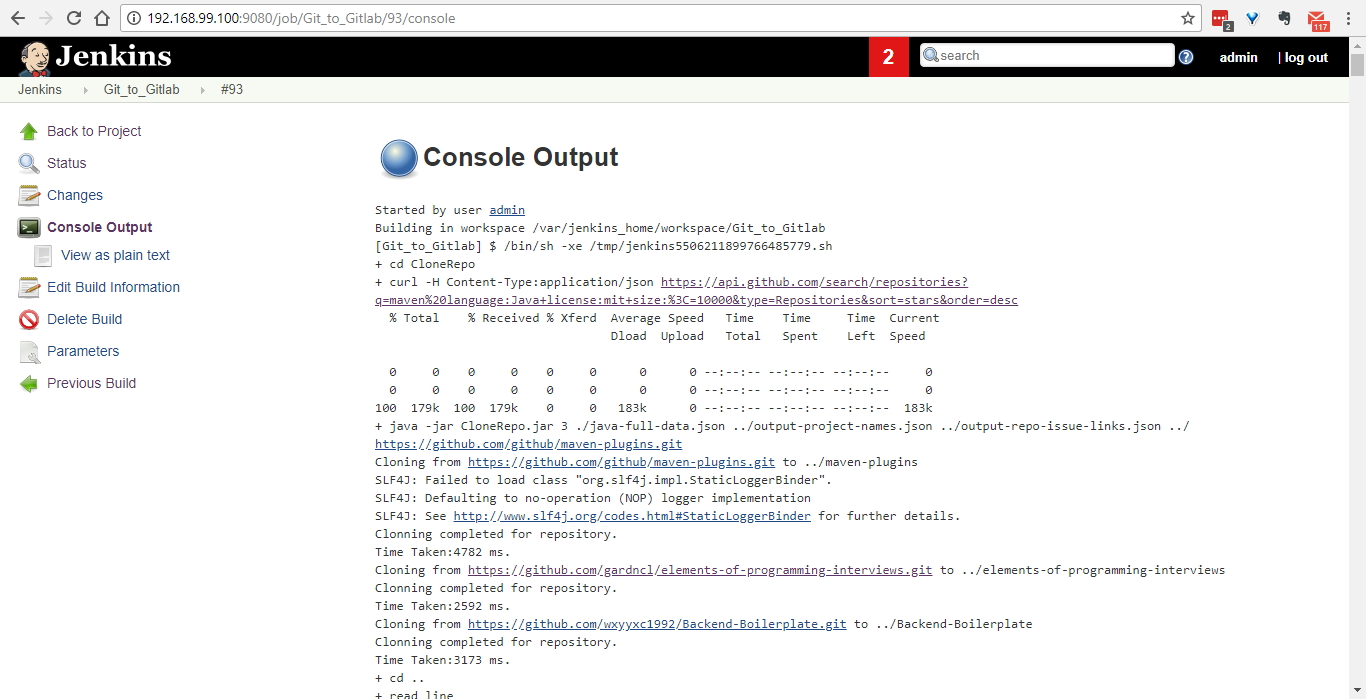 192.168.99.100:9080/job/Git_to_Gitlab/93/console
2
117
Jenkins
2
search
?
admin
| log out
Jenkins
Git_to_Gitlab
#93
Back to Project
Status
Changes
Console Output
View as plain text
Edit Build Information
Delete Build
Parameters
Previous Build
Console Output
Started by user admin
Building in workspace /var/jenkins_home/workspace/Git_to_Gitlab
[Git_to_Gitlab] $ /bin/sh -xe /tmp/jenkins5506211899766485779.sh
+ cd CloneRepo
+ curl -H Content-Type:application/json https://api.github.com/search/repositories?
q=maven%20language:Java+license:mit+size:%3C=10000&type=Repositories&sort=stars&order=desc
% Total % Received % Xferd Average Speed Time Time Time Current
Dload Upload Total Spent Left Speed
0 0 0 0 0 0 0 0 --:--:-- --:--:-- --:--:-- 0
0 0 0 0 0 0 0 0 --:--:-- --:--:-- --:--:-- 0
100 179k 100 179k 0 0 183k 0 --:--:-- --:--:-- --:--:-- 183k
+ java -jar CloneRepo.jar 3 ./java-full-data.json ../output-project-names.json ../output-repo-issue-links.json ../
https://github.com/github/maven-plugins.git
Cloning from https://github.com/github/maven-plugins.git to ../maven-plugins
SLF4J: Failed to load class "org.slf4j.impl.StaticLoggerBinder".
SLF4J: Defaulting to no-operation (NOP) logger implementation
SLF4J: See http://www.slf4j.org/codes.html#StaticLoggerBinder for further details.
Clonning completed for repository.
Time Taken:4782 ms.
Cloning from https://github.com/gardncl/elements-of-programming-interviews.git to ../elements-of-programming-interviews
Clonning completed for repository.
Time Taken:2592 ms.
Cloning from https://github.com/wxyyxc1992/Backend-Boilerplate.git to ../Backend-Boilerplate
Clonning completed for repository.
Time Taken:3173 ms.
+ cd ..
+ read line